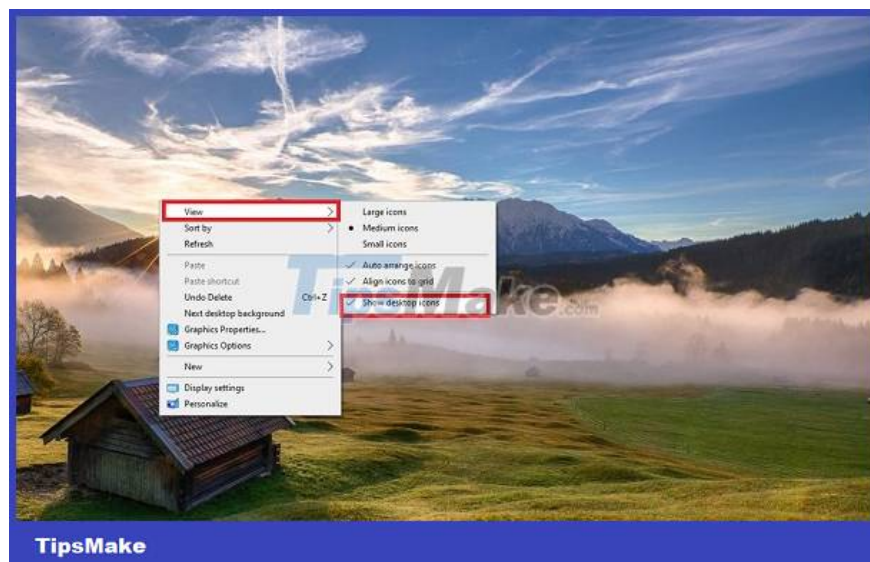 View
Sort by
Refresh
Paste
Paste shortcut
Undo Delete Ctrl+Z
Next desktop background
Graphics Properties...
Graphics Options
New
Display settings
Personalize
Large icons
Medium icons
Small icons
Auto arrange icons
Align icons to grid
Show desktop icons
TipsMake.com
TipsMake